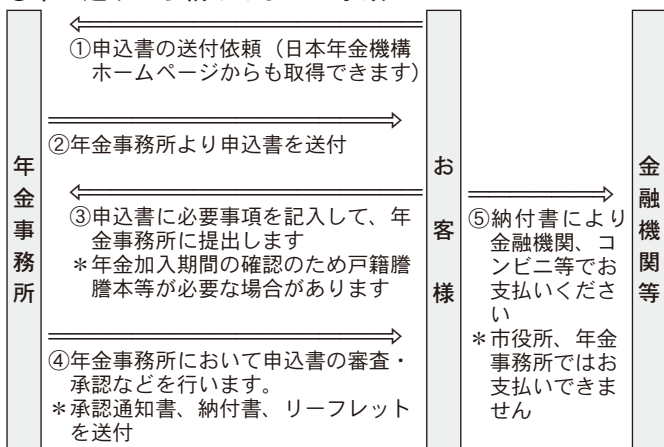 ①申込書の送付依頼（日本年金機構
ホームページからも取得できます）
②年金事務所より申込書を送付
③申込書に必要事項を記入して、年
金事務所に提出します
＊年金加入期間の確認のため戸籍謄
謄本等が必要な場合があります
④年金事務所において申込書の審査・
承認などを行います。
＊承認通知書、納付書、リーフレット
を送付
年金事務所
お客様
⑤納付書により
金融機関、コ
ンビニ等でお
支払いくださ
い
＊市役所、年金
事務所ではお
支払いできま
せん
金融機関等